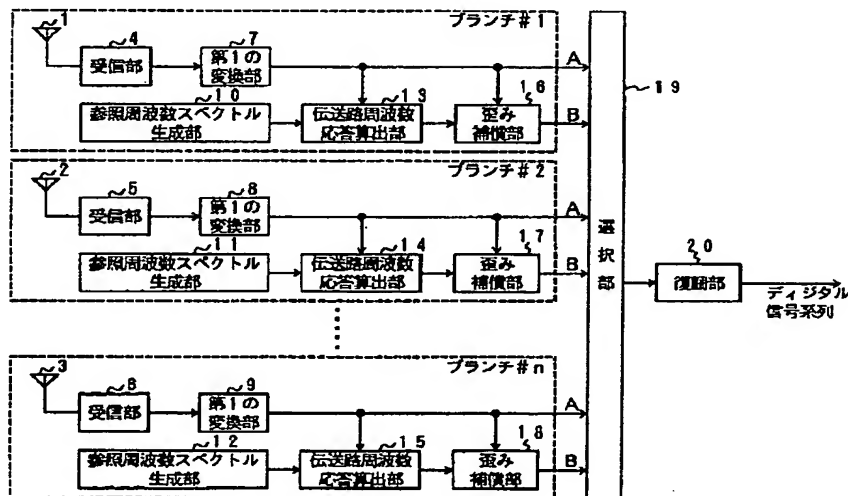 ブランチ#1
1
4
受信部
7
第1の
変換部
A
16
19
10
参照周波数スペクトル
生成部
13
伝送路周波数
応答算出部
歪み
補償部
B
ブランチ#2
2
5
受信部
8
第1の
変換部
A
17
11
参照周波数スペクトル
生成部
14
伝送路周波数
応答算出部
歪み
補償部
B
選択部
20
復調部
ディジタル
信号系列
ブランチ#n
3
6
受信部
9
第1の
変換部
A
18
12
参照周波数スペクトル
生成部
15
伝送路周波数
応答算出部
歪み
補償部
B